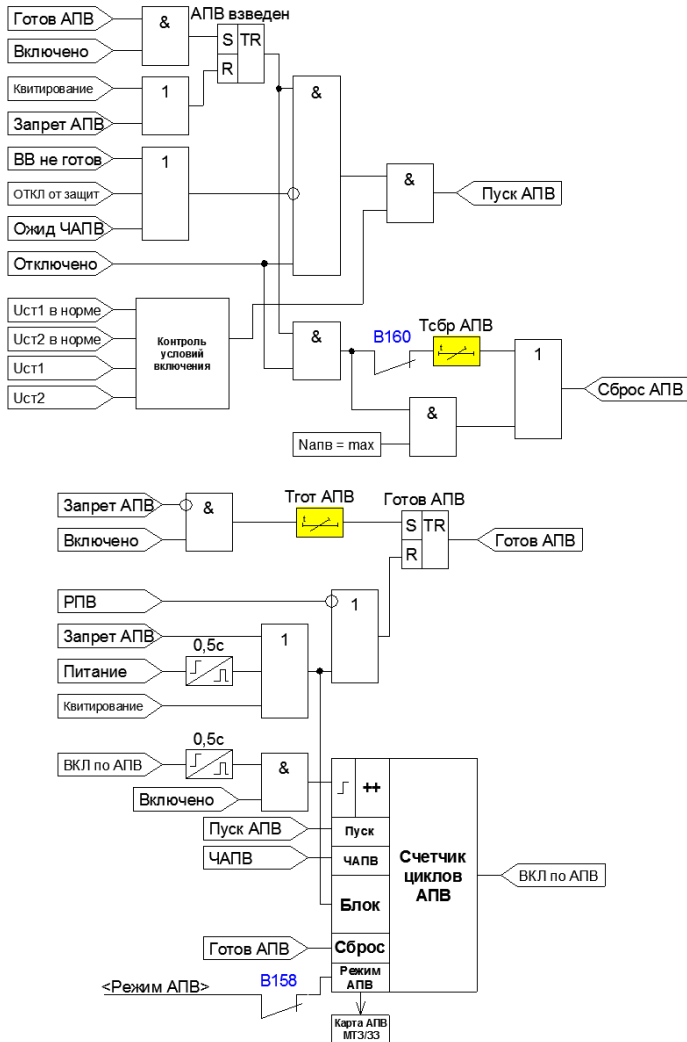 Готов АПВ
Включено
&
АПВ взведен
S TR
R
Квитирование
Запрет АПВ
1
ВВ не готов
ОТКЛ от защит
Ожид ЧАПВ
1
Отключено
&
&
Пуск АПВ
Uст1 в норме
Uст2 в норме
Uст1
Uст2
Контроль
условий
включения
&
В160
Тсбр АПВ
t
1
Сброс АПВ
Nапв = max
&
Запрет АПВ
Включено
&
Тгот АПВ
t
Готов АПВ
S TR
R
Готов АПВ
РПВ
1
Запрет АПВ
Питание
0,5с
Квитирование
1
ВКЛ по АПВ
0,5с
Включено
&
++
Пуск АПВ
Пуск
ЧАПВ
ЧАПВ
Блок
Готов АПВ
Сброс
<Режим АПВ>
В158
Режим
АПВ
Счетчик
циклов
АПВ
ВКЛ по АПВ
Карта АПВ
МТЗ/ЗЗ